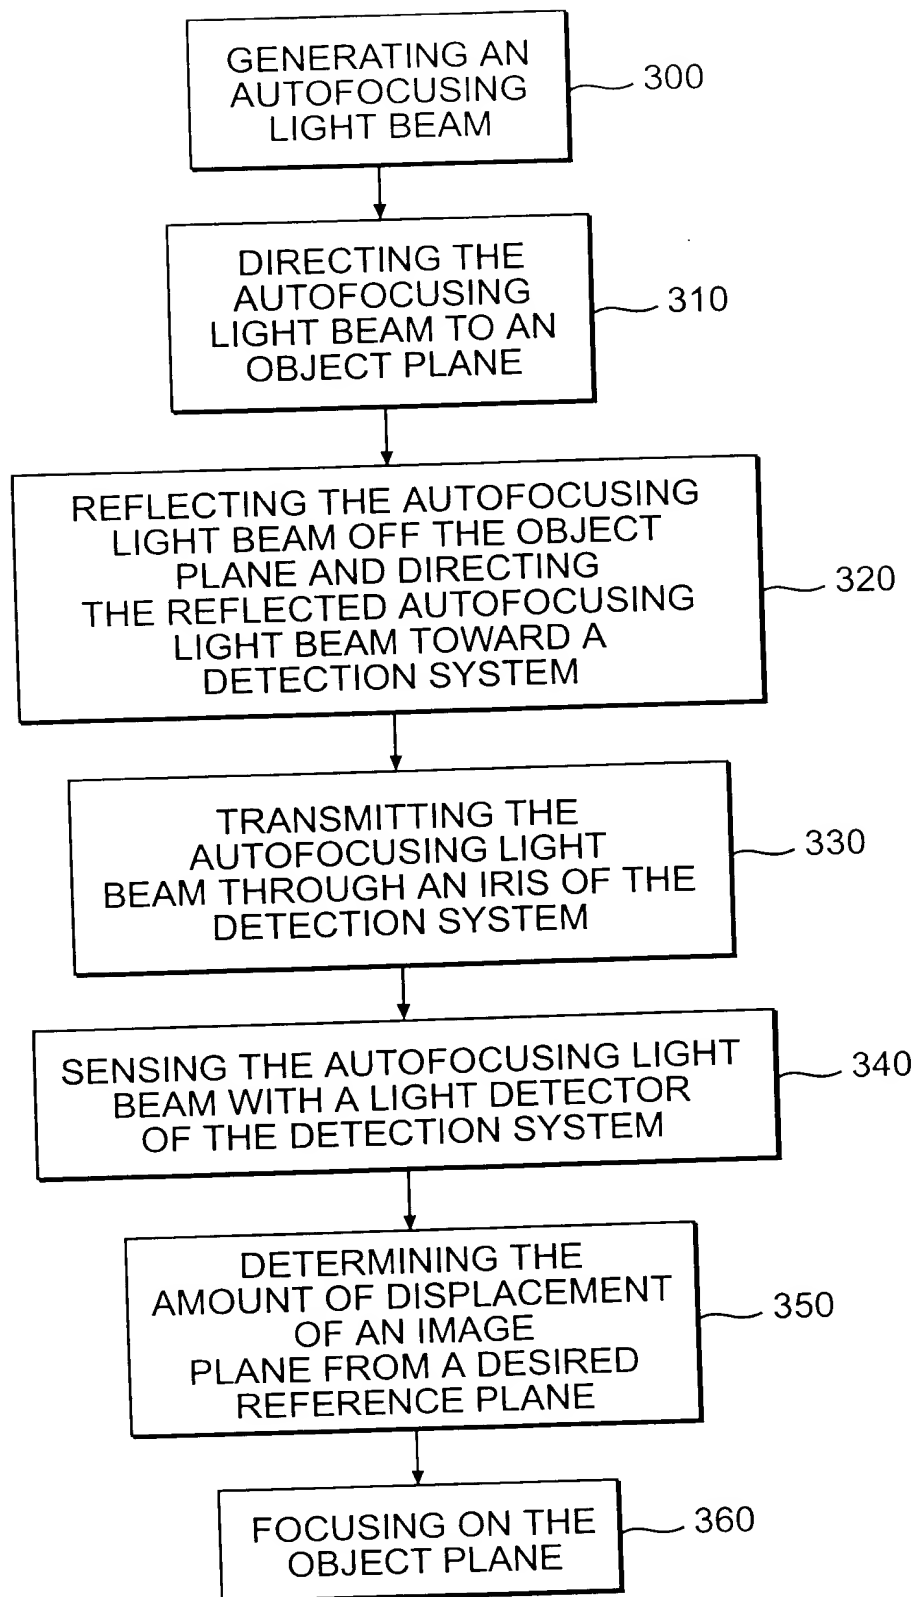 GENERATING AN
AUTOFOCUSING
LIGHT BEAM
300
DIRECTING THE
AUTOFOCUSING
LIGHT BEAM TO AN
OBJECT PLANE
310
REFLECTING THE AUTOFOCUSING
LIGHT BEAM OFF THE OBJECT
PLANE AND DIRECTING
THE REFLECTED AUTOFOCUSING
LIGHT BEAM TOWARD A
DETECTION SYSTEM
320
TRANSMITTING THE
AUTOFOCUSING LIGHT
BEAM THROUGH AN IRIS OF THE
DETECTION SYSTEM
330
SENSING THE AUTOFOCUSING LIGHT
BEAM WITH A LIGHT DETECTOR
OF THE DETECTION SYSTEM
340
DETERMINING THE
AMOUNT OF DISPLACEMENT
OF AN IMAGE
PLANE FROM A DESIRED
REFERENCE PLANE
350
FOCUSING ON THE
OBJECT PLANE
360